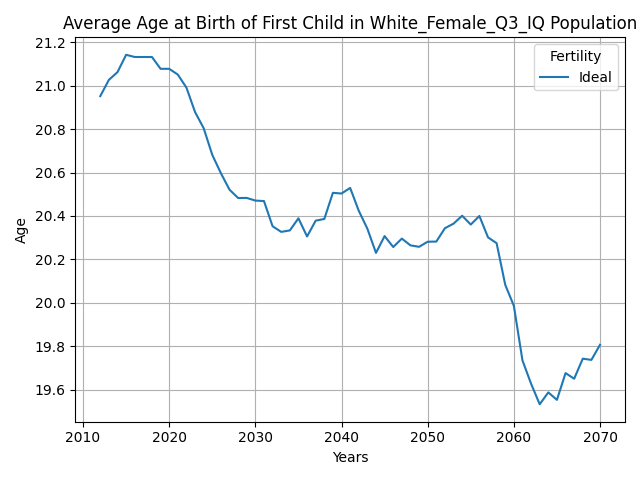 Average Age at Birth of First Child in White_Female_Q3_IQ Population
21.2
21.0
20.8
20.6
20.4
20.2
20.0
19.8
19.6
Age
Fertility
Ideal
2010 2020 2030 2040 2050 2060 2070
Years